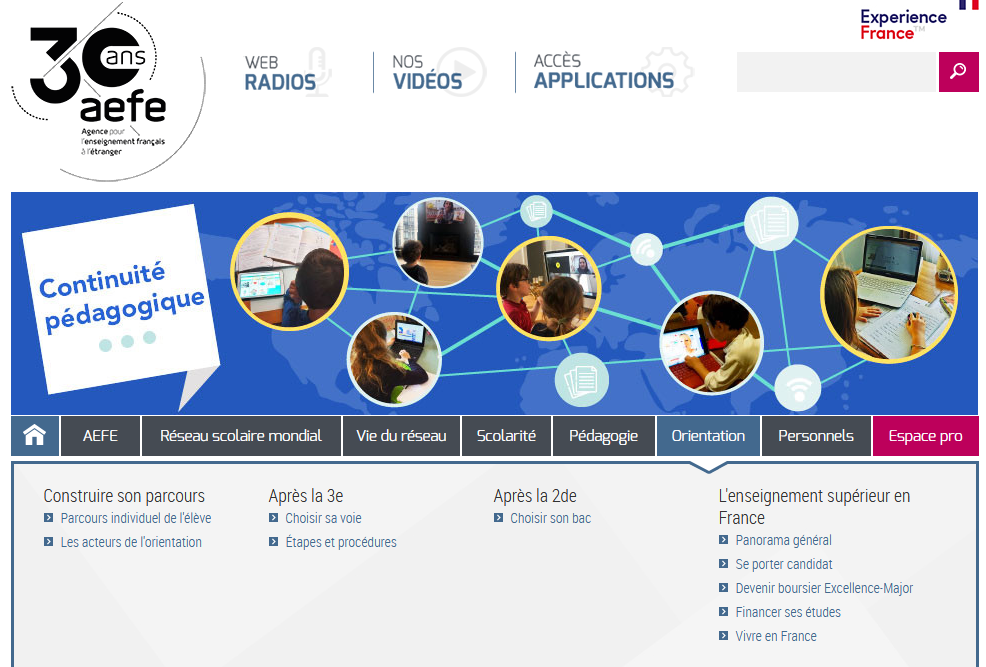 30 ans
aefe
Agence pour
l'enseignement français
à l'étranger
WEB
RADIOS
NOS
VIDÉOS
ACCÈS
APPLICATIONS
Experience
France™
Continuité
pédagogique
AEFE
Réseau scolaire mondial
Vie du réseau
Scolarité
Pédagogie
Orientation
Personnels
Espace pro
Construire son parcours
Parcours individuel de l'élève
Les acteurs de l'orientation
Après la 3e
Choisir sa voie
Étapes et procédures
Après la 2de
Choisir son bac
L'enseignement supérieur en
France
Panorama général
Se porter candidat
Devenir boursier Excellence-Major
Financer ses études
Vivre en France